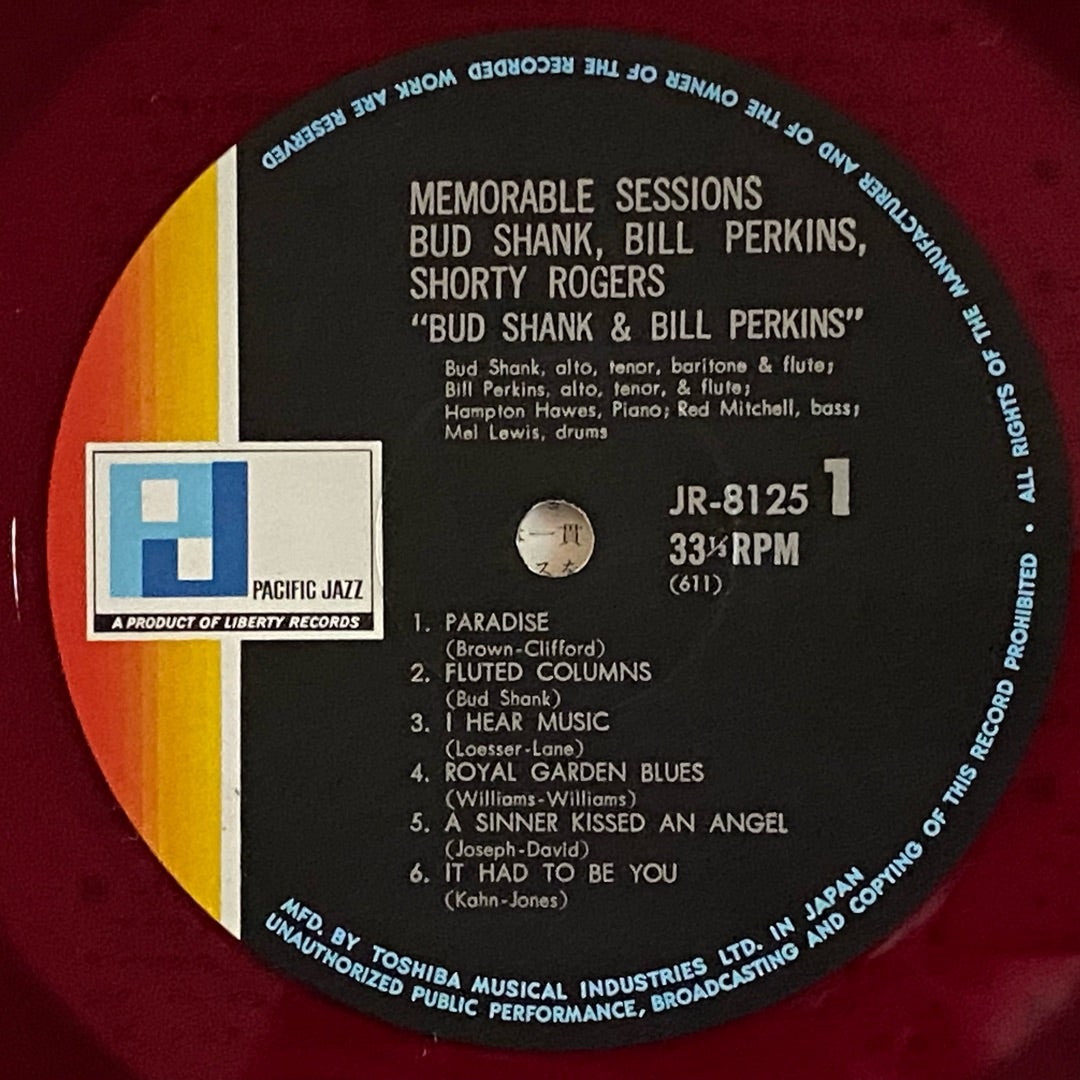 MEMORABLE SESSIONS
BUD SHANK, BILL PERKINS,
SHORTY ROGERS
“BUD SHANK & BILL PERKINS”
Bud Shank, alto, tenor, baritone & flute;
Bill Perkins, alto, tenor, & flute;
Hampton Hawes, Piano; Red Mitchell, bass;
Mel Lewis, drums
JR-8125 1
33⅓ RPM
(611)
PJ
PACIFIC JAZZ
A PRODUCT OF LIBERTY RECORDS
1. PARADISE
(Brown-Clifford)
2. FLUTED COLUMNS
(Bud Shank)
3. I HEAR MUSIC
(Loesser-Lane)
4. ROYAL GARDEN BLUES
(Williams-Williams)
5. A SINNER KISSED AN ANGEL
(Joseph-David)
6. IT HAD TO BE YOU
(Kahn-Jones)
MFD. BY TOSHIBA MUSICAL INDUSTRIES LTD. IN JAPAN
UNAUTHORIZED PUBLIC PERFORMANCE, BROADCASTING AND COPYING OF THIS RECORD PROHIBITED • ALL RIGHTS OF THE MANUFACTURER AND OF THE OWNER OF THE RECORDED WORK ARE RESERVED